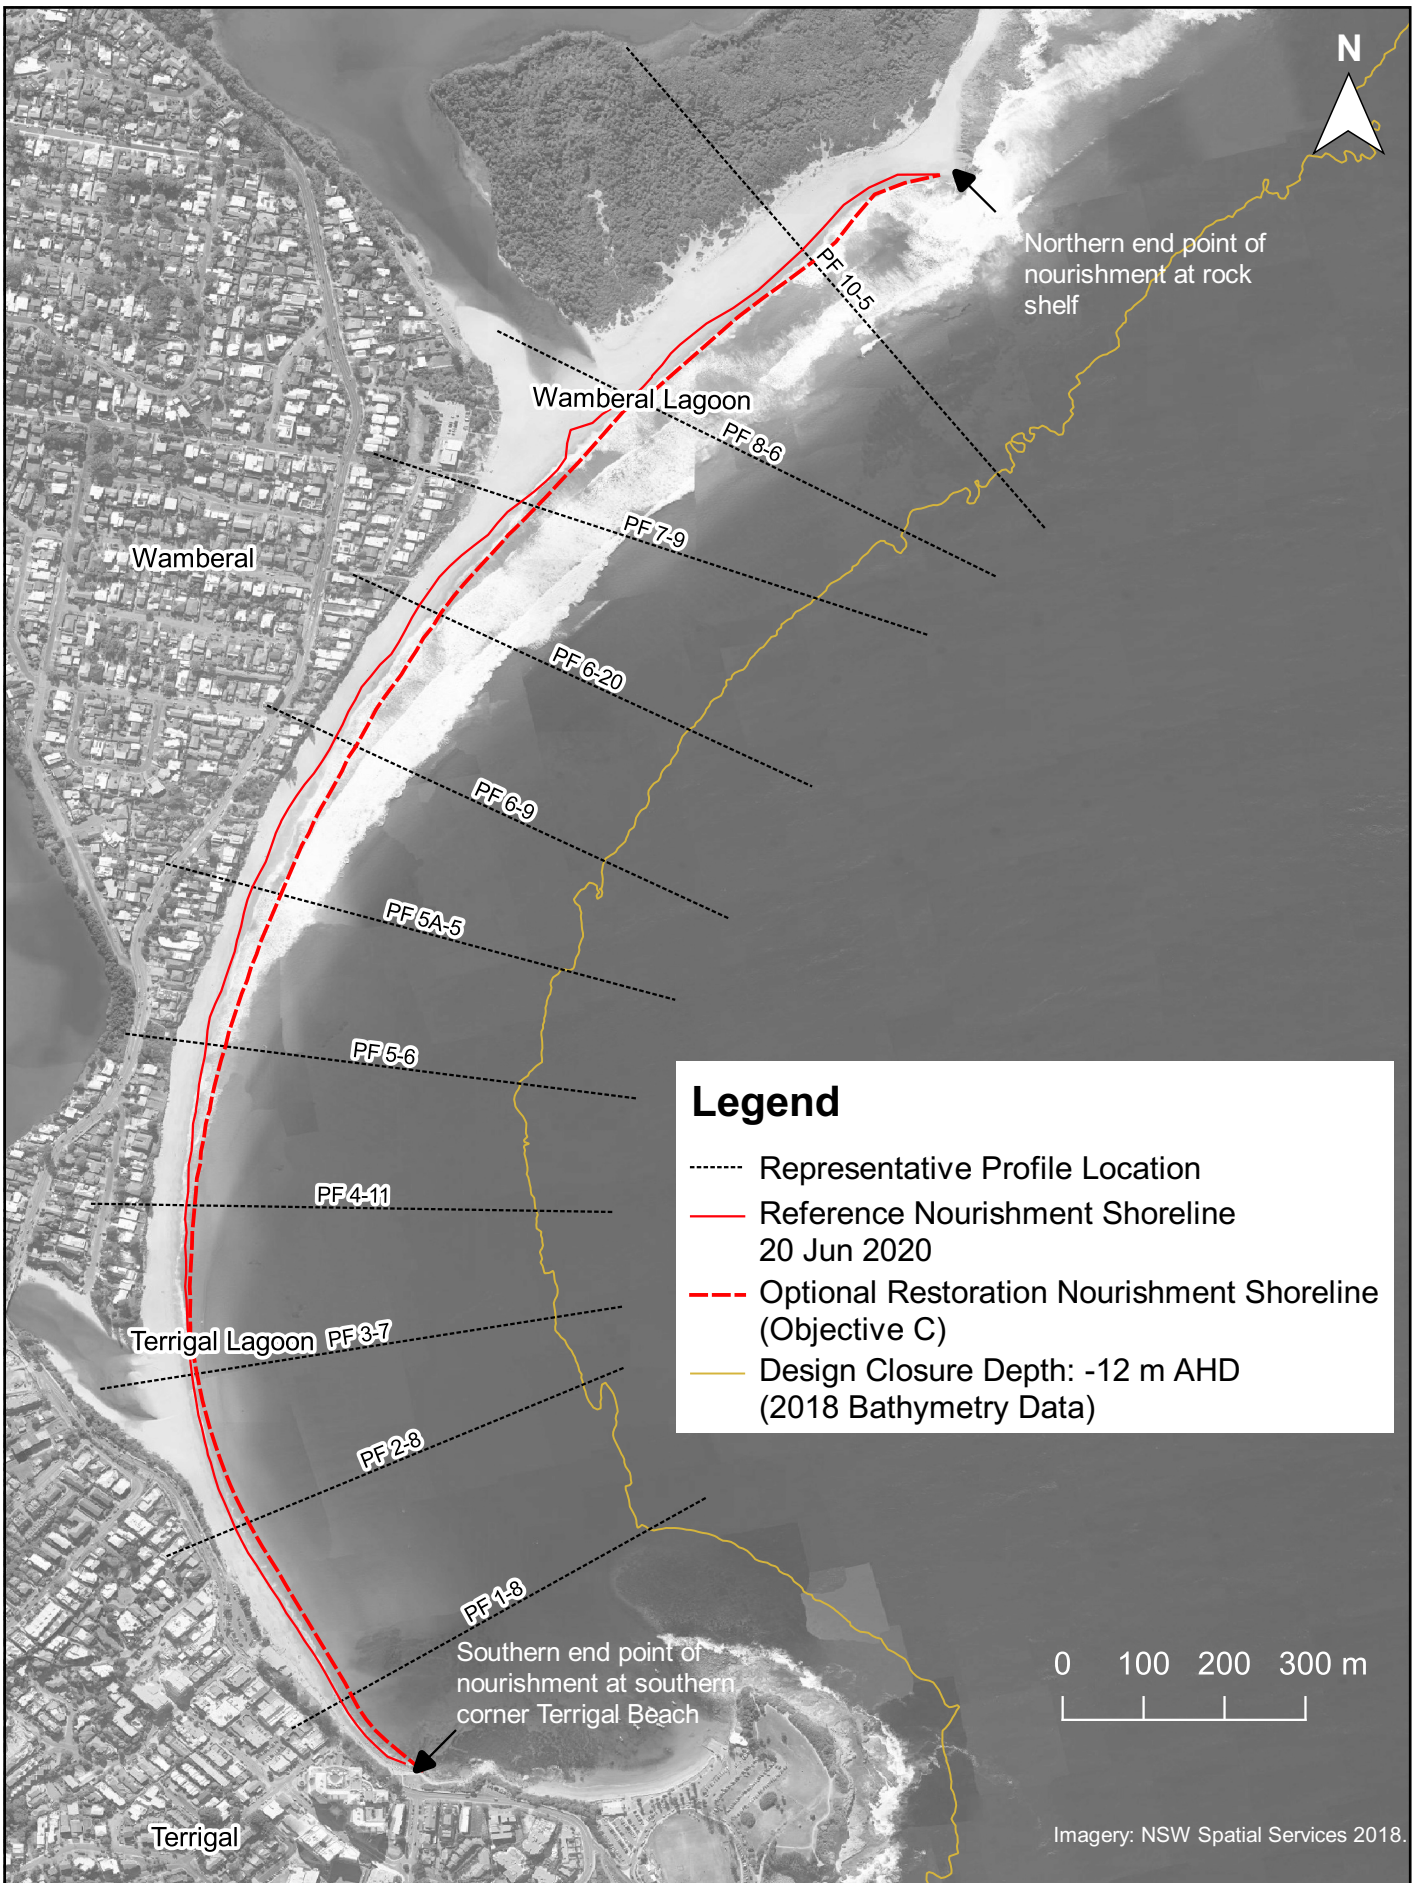 N
Northern end point of
nourishment at rock
shelf
PF 10-5
Wamberal Lagoon
PF 8-6
PF 7-9
Wamberal
PF 6-20
PF 6-9
PF 5A-5
PF 5-6
Legend
Representative Profile Location
Reference Nourishment Shoreline
20 Jun 2020
Optional Restoration Nourishment Shoreline
(Objective C)
Design Closure Depth: -12 m AHD
(2018 Bathymetry Data)
PF 4-11
Terrigal Lagoon
PF 3-7
PF 2-8
PF 1-8
Southern end point of
nourishment at southern
corner Terrigal Beach
0 100 200 300 m
Terrigal
Imagery: NSW Spatial Services 2018.